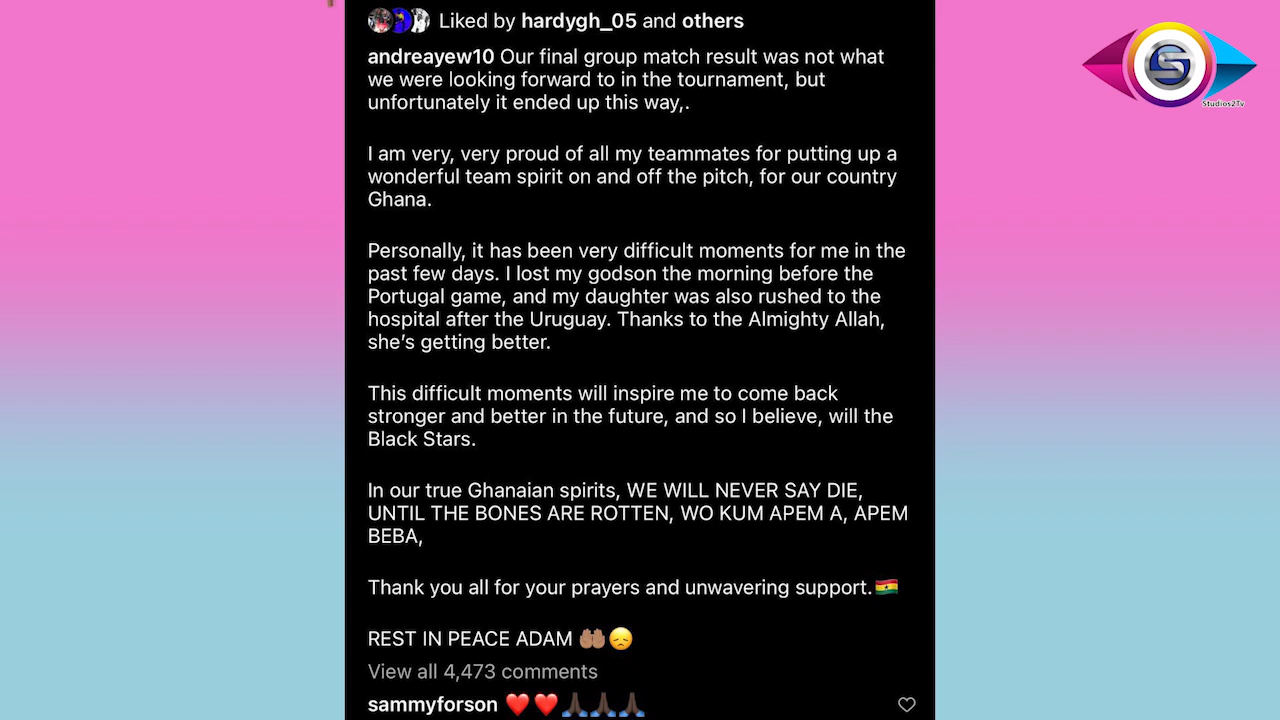 Liked by hardygh_05 and others
andreayew10 Our final group match result was not what
we were looking forward to in the tournament, but
unfortunately it ended up this way,.
I am very, very proud of all my teammates for putting up a
wonderful team spirit on and off the pitch, for our country
Ghana.
Personally, it has been very difficult moments for me in the
past few days. I lost my godson the morning before the
Portugal game, and my daughter was also rushed to the
hospital after the Uruguay. Thanks to the Almighty Allah,
she’s getting better.
This difficult moments will inspire me to come back
stronger and better in the future, and so I believe, will the
Black Stars.
In our true Ghanaian spirits, WE WILL NEVER SAY DIE,
UNTIL THE BONES ARE ROTTEN, WO KUM APEM A, APEM
BEBA,
Thank you all for your prayers and unwavering support.🇬🇭
REST IN PEACE ADAM 🤲🏽😞
View all 4,473 comments
sammyforson ❤️❤️🙏🏿🙏🏿🙏🏿
S
Studios2Tv